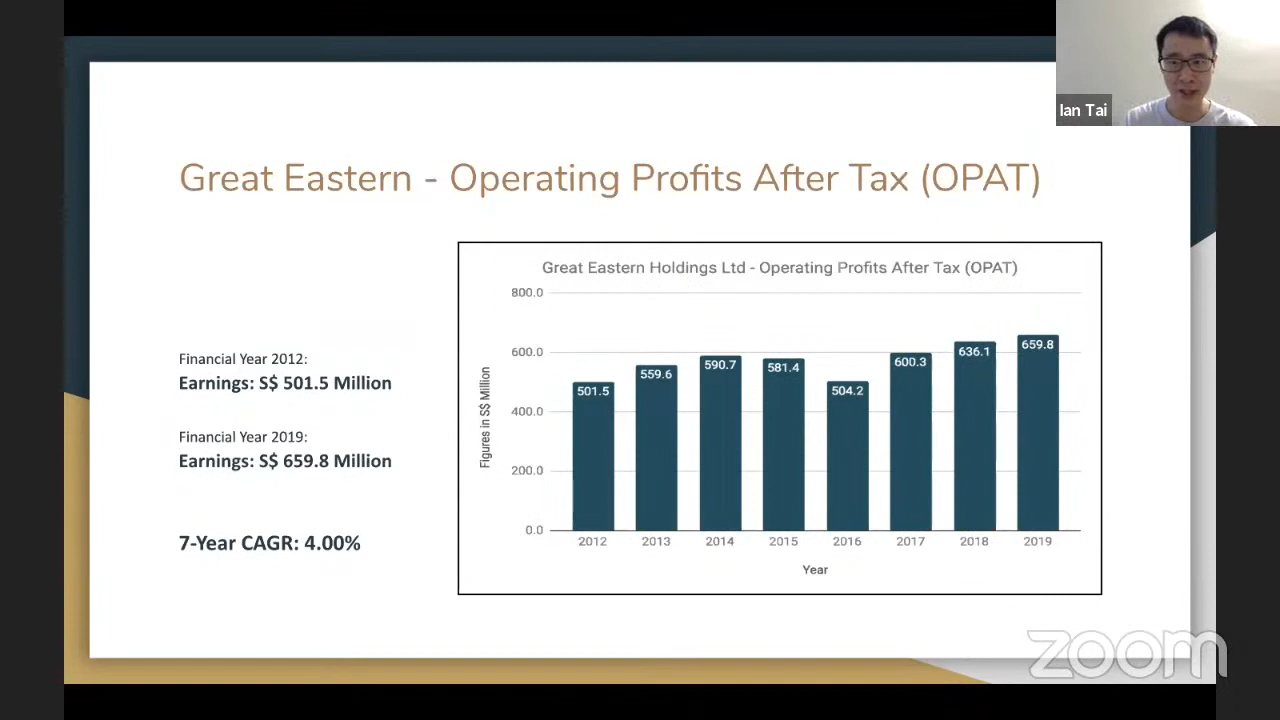 Ian Tai
Great Eastern - Operating Profits After Tax (OPAT)
Financial Year 2012:
Earnings: S$ 501.5 Million
Financial Year 2019:
Earnings: S$ 659.8 Million
7-Year CAGR: 4.00%
Great Eastern Holdings Ltd - Operating Profits After Tax (OPAT)
Figures in S$ Million
800.0
600.0
400.0
200.0
0.0
501.5
559.6
590.7
581.4
504.2
600.3
636.1
659.8
2012 2013 2014 2015 2016 2017 2018 2019
Year
zoom